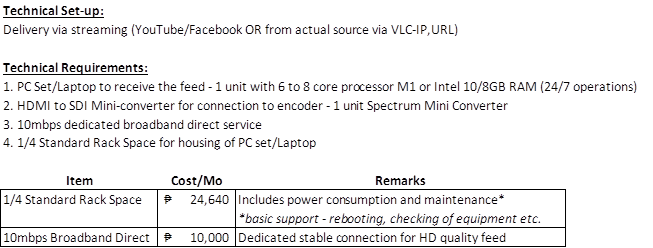 Technical Set-up:
Delivery via streaming (YouTube/Facebook OR from actual source via VLC-IP,URL)
Technical Requirements:
1. PC Set/Laptop to receive the feed - 1 unit with 6 to 8 core processor M1 or Intel 10/8GB RAM (24/7 operations)
2. HDMI to SDI Mini-converter for connection to encoder - 1 unit Spectrum Mini Converter
3. 10mbps dedicated broadband direct service
4. 1/4 Standard Rack Space for housing of PC set/Laptop
Item Cost/Mo Remarks
1/4 Standard Rack Space ₱ 24,640 Includes power consumption and maintenance*
*basic support - rebooting, checking of equipment etc.
10mbps Broadband Direct ₱ 10,000 Dedicated stable connection for HD quality feed